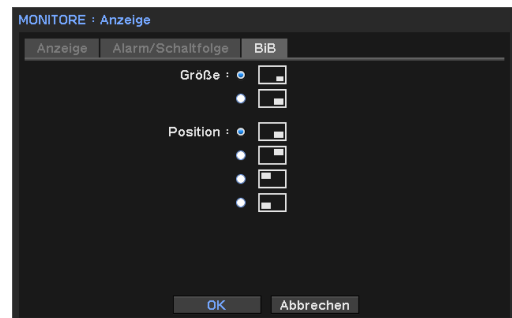 MONITORE : Anzeige
Anzeige Alarm/Schaltfolge BiB
Größe :
Position :
OK Abbrechen